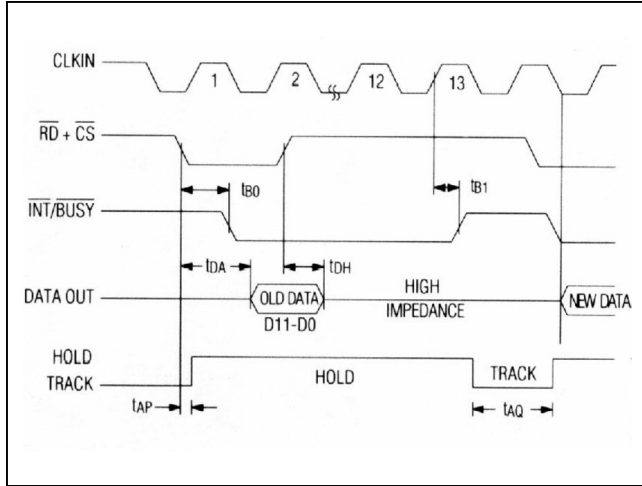 CLKIN
1 2 12 13
RD + CS
tB0 tB1
INT/BUSY
tDA tDH
DATA OUT OLD DATA HIGH IMPEDANCE NEW DATA
D11-D0
HOLD
TRACK HOLD TRACK
tAP tAQ